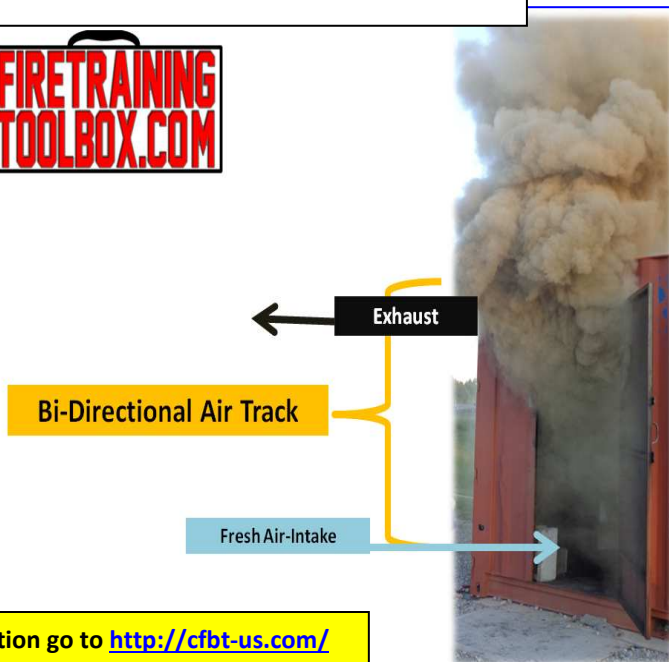 FIRETRAINING
TOOLBOX.COM
Exhaust
Bi-Directional Air Track
Fresh Air-Intake
tion go to http://cfbt-us.com/